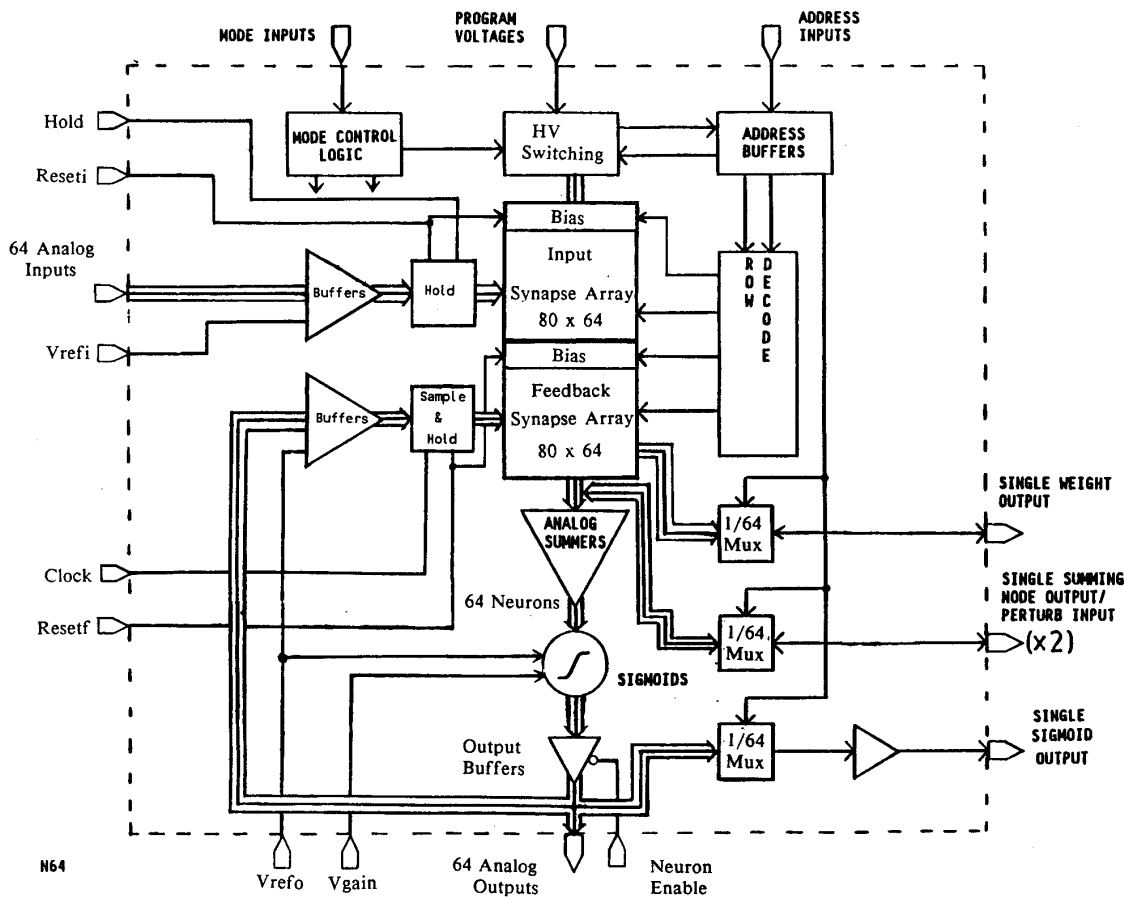 MODE INPUTS
PROGRAM
VOLTAGES
ADDRESS
INPUTS
Hold
Reseti
64 Analog
Inputs
Vrefi
MODE CONTROL
LOGIC
HV
Switching
ADDRESS
BUFFERS
Buffers
Hold
Bias
Input
Synapse Array
80 x 64
ROW
DECODE
Bias
Feedback
Synapse Array
80 x 64
Buffers
Sample
&
Hold
ANALOG
SUMMERS
1/64
Mux
SINGLE WEIGHT
OUTPUT
Clock
Resetf
64 Neurons
1/64
Mux
SINGLE SUMMING
NODE OUTPUT/
PERTURB INPUT
(x2)
SIGMOIDS
Output
Buffers
1/64
Mux
SINGLE
SIGMOID
OUTPUT
N64
Vrefo
Vgain
64 Analog
Outputs
Neuron
Enable